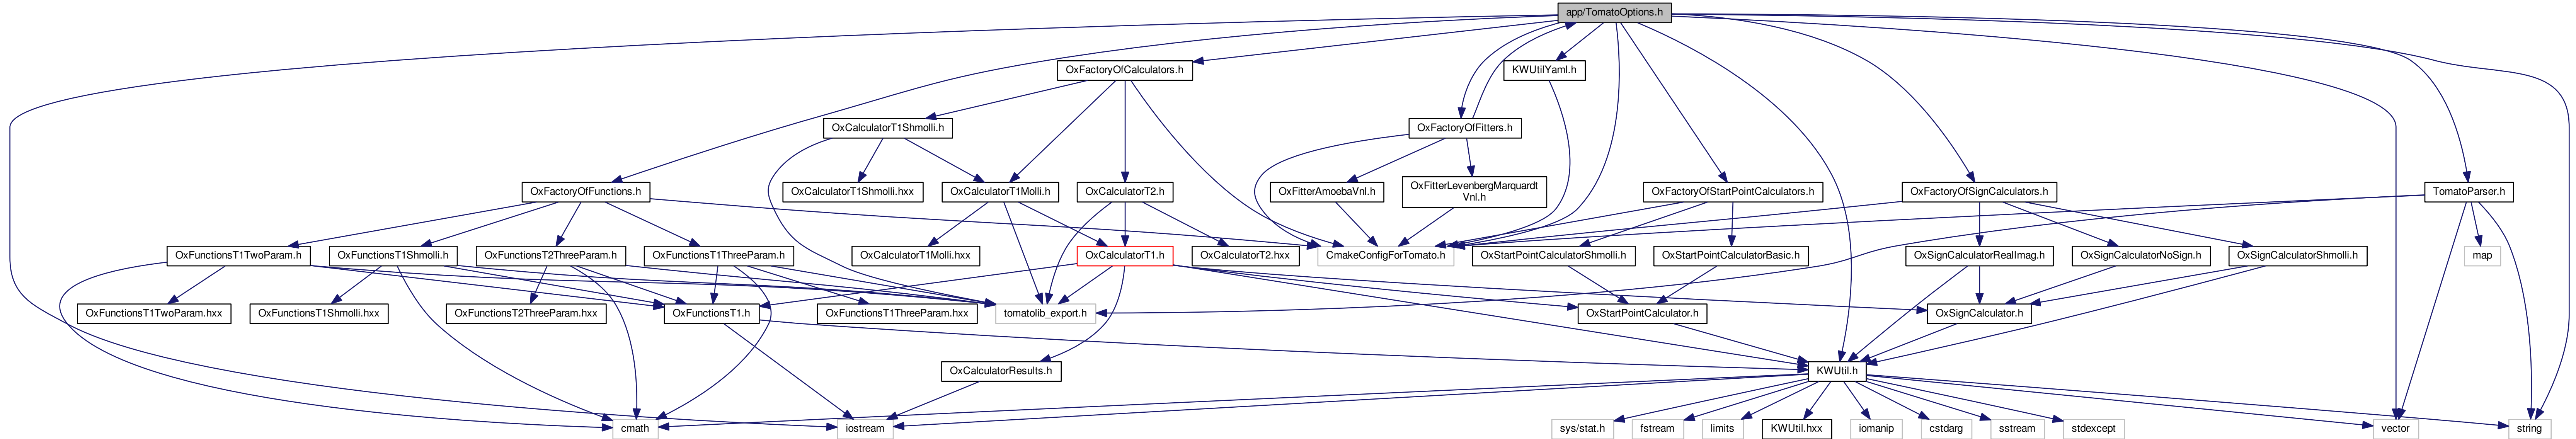 app/TomatoOptions.h
OxFactoryOfCalculators.h
KWUtilYaml.h
OxCalculatorT1Shmolli.h
OxFactoryOfFitters.h
OxFactoryOfFunctions.h
OxCalculatorT1Shmolli.hxx
OxCalculatorT1Molli.h
OxCalculatorT2.h
OxFitterAmoebaVnl.h
OxFitterLevenbergMarquardt
Vnl.h
OxFactoryOfStartPointCalculators.h
OxFactoryOfSignCalculators.h
TomatoParser.h
OxFunctionsT1TwoParam.h
OxFunctionsT1Shmolli.h
OxFunctionsT2ThreeParam.h
OxFunctionsT1ThreeParam.h
OxCalculatorT1Molli.hxx
OxCalculatorT1.h
OxCalculatorT2.hxx
CmakeConfigForTomato.h
OxStartPointCalculatorShmolli.h
OxStartPointCalculatorBasic.h
OxSignCalculatorRealImag.h
OxSignCalculatorNoSign.h
OxSignCalculatorShmolli.h
map
OxFunctionsT1TwoParam.hxx
OxFunctionsT1Shmolli.hxx
OxFunctionsT2ThreeParam.hxx
OxFunctionsT1.h
OxFunctionsT1ThreeParam.hxx
tomatolib_export.h
OxStartPointCalculator.h
OxSignCalculator.h
OxCalculatorResults.h
KWUtil.h
cmath
iostream
sys/stat.h
fstream
limits
KWUtil.hxx
iomanip
cstdarg
sstream
stdexcept
vector
string